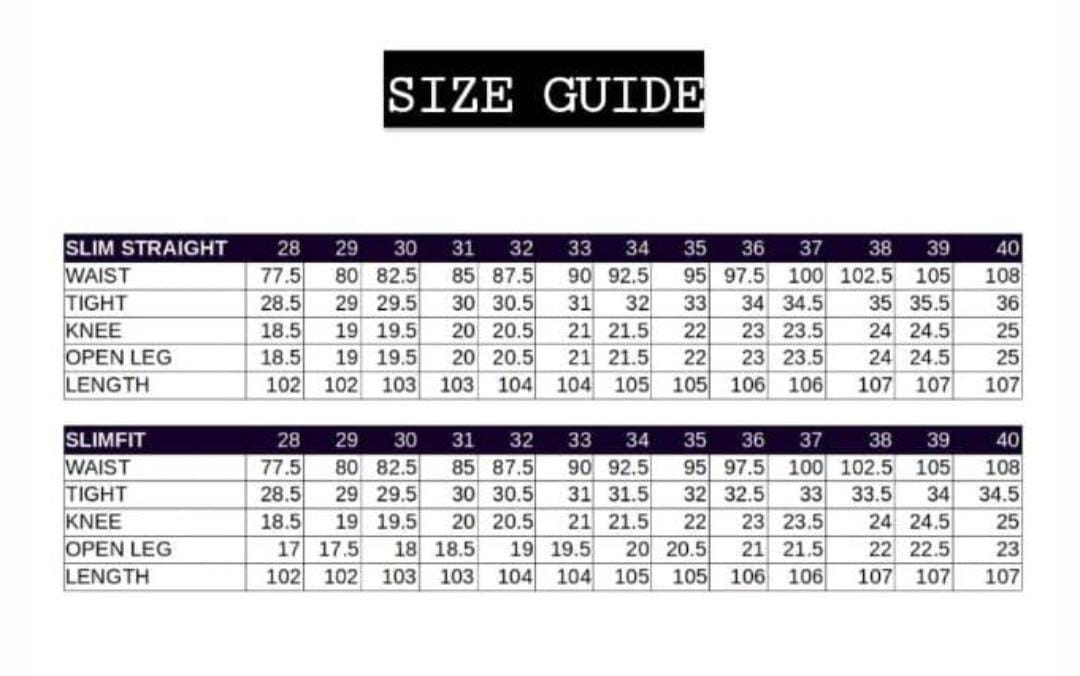 SIZE GUIDE
SLIM STRAIGHT 28 29 30 31 32 33 34 35 36 37 38 39 40
WAIST 77.5 80 82.5 85 87.5 90 92.5 95 97.5 100 102.5 105 108
TIGHT 28.5 29 29.5 30 30.5 31 32 33 34 34.5 35 35.5 36
KNEE 18.5 19 19.5 20 20.5 21 21.5 22 23 23.5 24 24.5 25
OPEN LEG 18.5 19 19.5 20 20.5 21 21.5 22 23 23.5 24 24.5 25
LENGTH 102 102 103 103 104 104 105 105 106 106 107 107 107
SLIMFIT 28 29 30 31 32 33 34 35 36 37 38 39 40
WAIST 77.5 80 82.5 85 87.5 90 92.5 95 97.5 100 102.5 105 108
TIGHT 28.5 29 29.5 30 30.5 31 31.5 32 32.5 33 33.5 34 34.5
KNEE 18.5 19 19.5 20 20.5 21 21.5 22 23 23.5 24 24.5 25
OPEN LEG 17 17.5 18 18.5 19 19.5 20 20.5 21 21.5 22 22.5 23
LENGTH 102 102 103 103 104 104 105 105 106 106 107 107 107